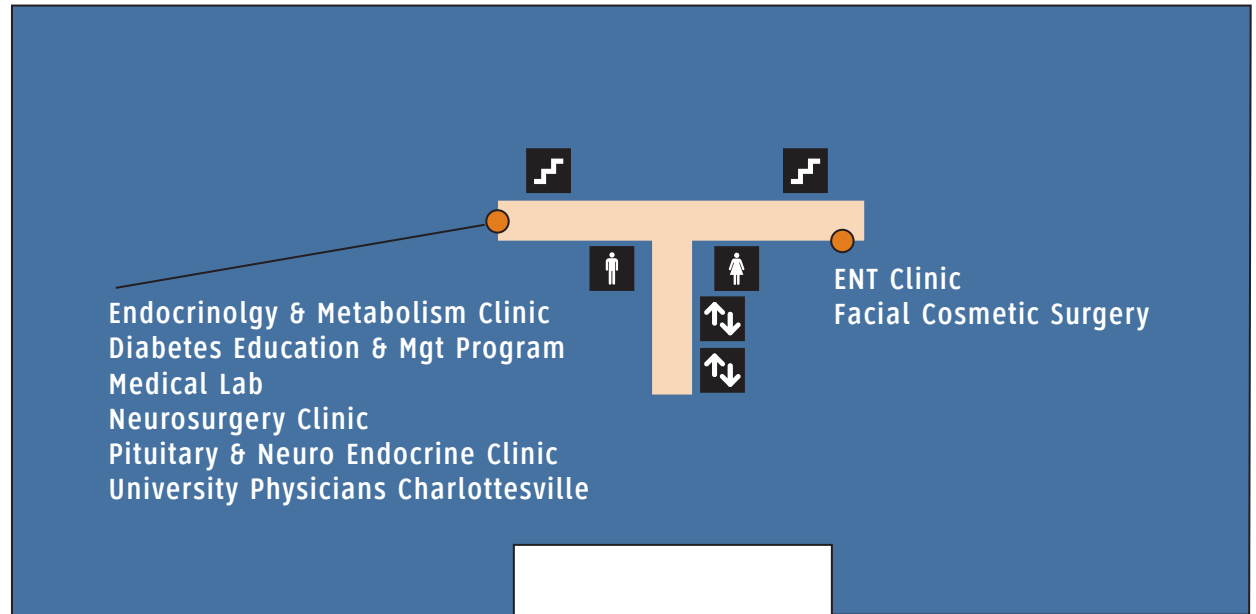 Endocrinolgy & Metabolism Clinic
Diabetes Education & Mgt Program
Medical Lab
Neurosurgery Clinic
Pituitary & Neuro Endocrine Clinic
University Physicians Charlottesville
ENT Clinic
Facial Cosmetic Surgery